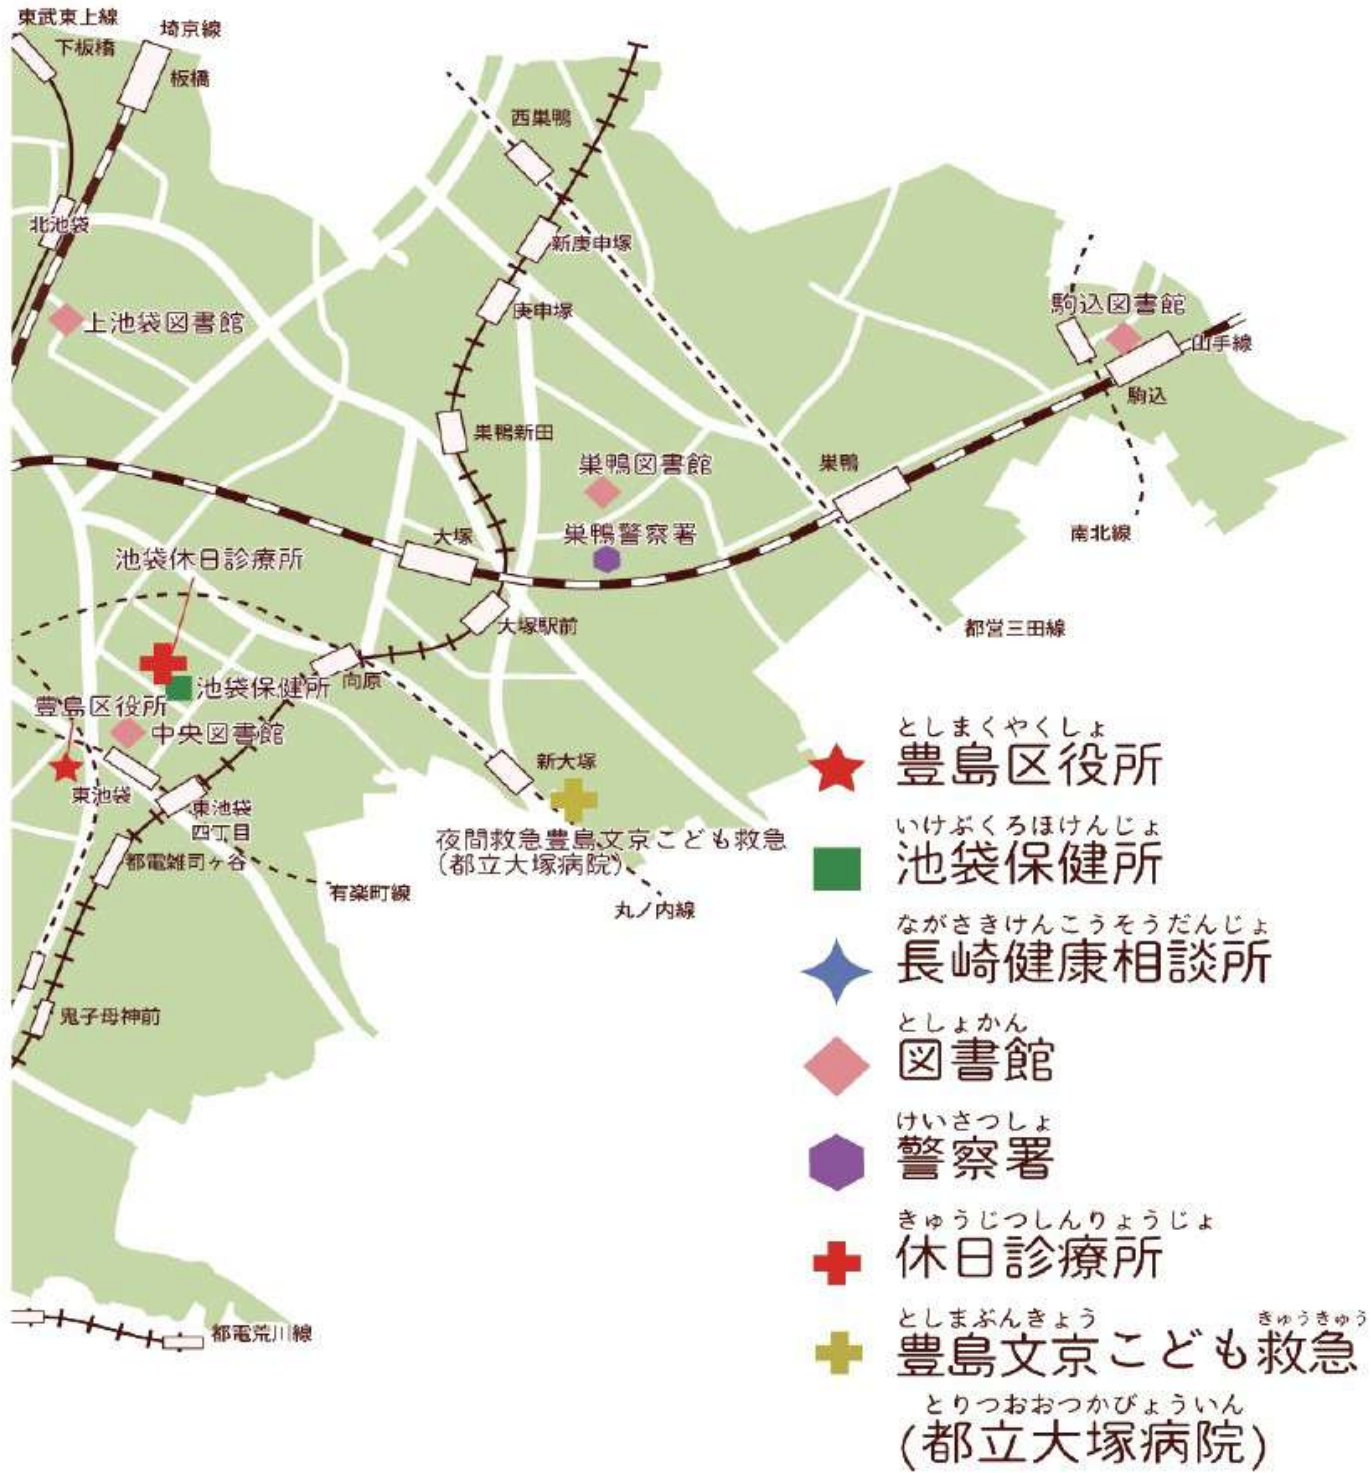 東武東上線
埼京線
下板橋
板橋
西巣鴨
北池袋
新庚申塚
庚申塚
上池袋図書館
駒込図書館
山手線
駒込
巣鴨新田
巣鴨図書館
巣鴨
巣鴨警察署
大塚
南北線
池袋休日診療所
大塚駅前
都営三田線
向原
池袋保健所
豊島区役所
中央図書館
新大塚
東池袋
東池袋
四丁目
夜間救急豊島文京こども救急
(都立大塚病院)
都電雑司ヶ谷
有楽町線
丸ノ内線
鬼子母神前
都電荒川線
としまくやくしょ
豊島区役所
いけぶくろほけんじょ
池袋保健所
ながさきけんこうそうだんじょ
長崎健康相談所
としょかん
図書館
けいさつしょ
警察署
きゅうじつしんりょうじょ
休日診療所
としまぶんきょう きゅうきゅう
豊島文京こども救急
とりつおおつかびょういん
(都立大塚病院)